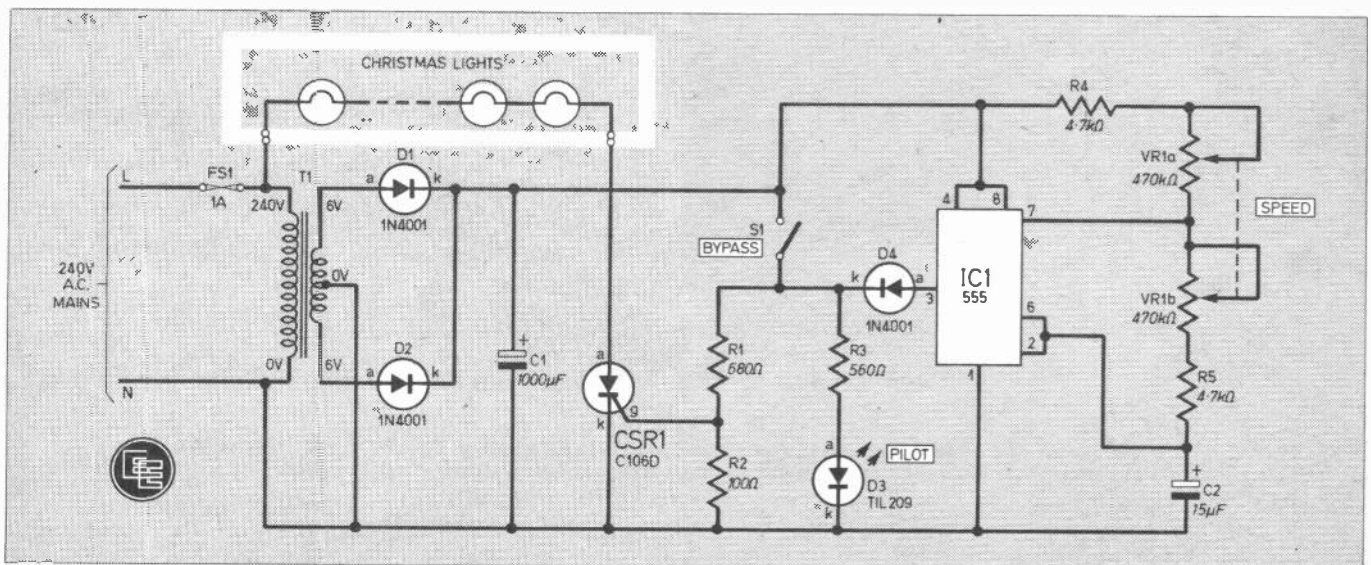 CHRISTMAS LIGHTS
L
FS1
1A
240V
T1
6V
0V
6V
0V
240V
A.C.
MAINS
N
D1
a
k
1N4001
D2
a
k
1N4001
+
C1
1000µF
a
g
k
CSR1
C106D
R1
680Ω
R2
100Ω
S1
BYPASS
D4
k
a
1N4001
R3
560Ω
a
PILOT
D3
TIL209
k
4
8
7
3
IC1
555
6
2
1
R4
4·7kΩ
VR1a
470kΩ
SPEED
VR1b
470kΩ
R5
4·7kΩ
+
C2
15µF